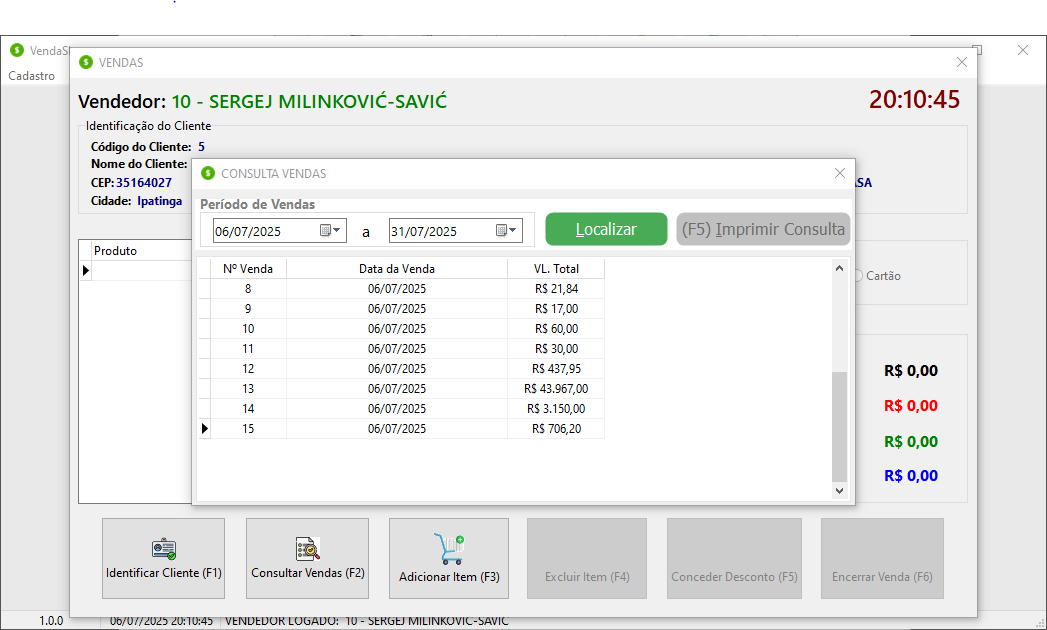 VendaS
Cadastro
VENDAS
Vendedor: 10 - SERGEJ MILINKOVIĆ-SAVIĆ
20:10:45
Identificação do Cliente
Código do Cliente: 5
Nome do Cliente:
CEP: 35164027
ASA
Cidade: Ipatinga
CONSULTA VENDAS
Período de Vendas
06/07/2025 a 31/07/2025
Localizar
(F5) Imprimir Consulta
Produto
Cartão
Nº Venda Data da Venda VL. Total
8 06/07/2025 R$ 21,84
9 06/07/2025 R$ 17,00
10 06/07/2025 R$ 60,00
11 06/07/2025 R$ 30,00
12 06/07/2025 R$ 437,95
13 06/07/2025 R$ 43.967,00
14 06/07/2025 R$ 3.150,00
15 06/07/2025 R$ 706,20
R$ 0,00
R$ 0,00
R$ 0,00
R$ 0,00
Identificar Cliente (F1)
Consultar Vendas (F2)
Adicionar Item (F3)
Excluir Item (F4)
Conceder Desconto (F5)
Encerrar Venda (F6)
1.0.0 06/07/2025 20:10:45 VENDEDOR LOGADO: 10 - SERGEJ MILINKOVIĆ-SAVIĆ